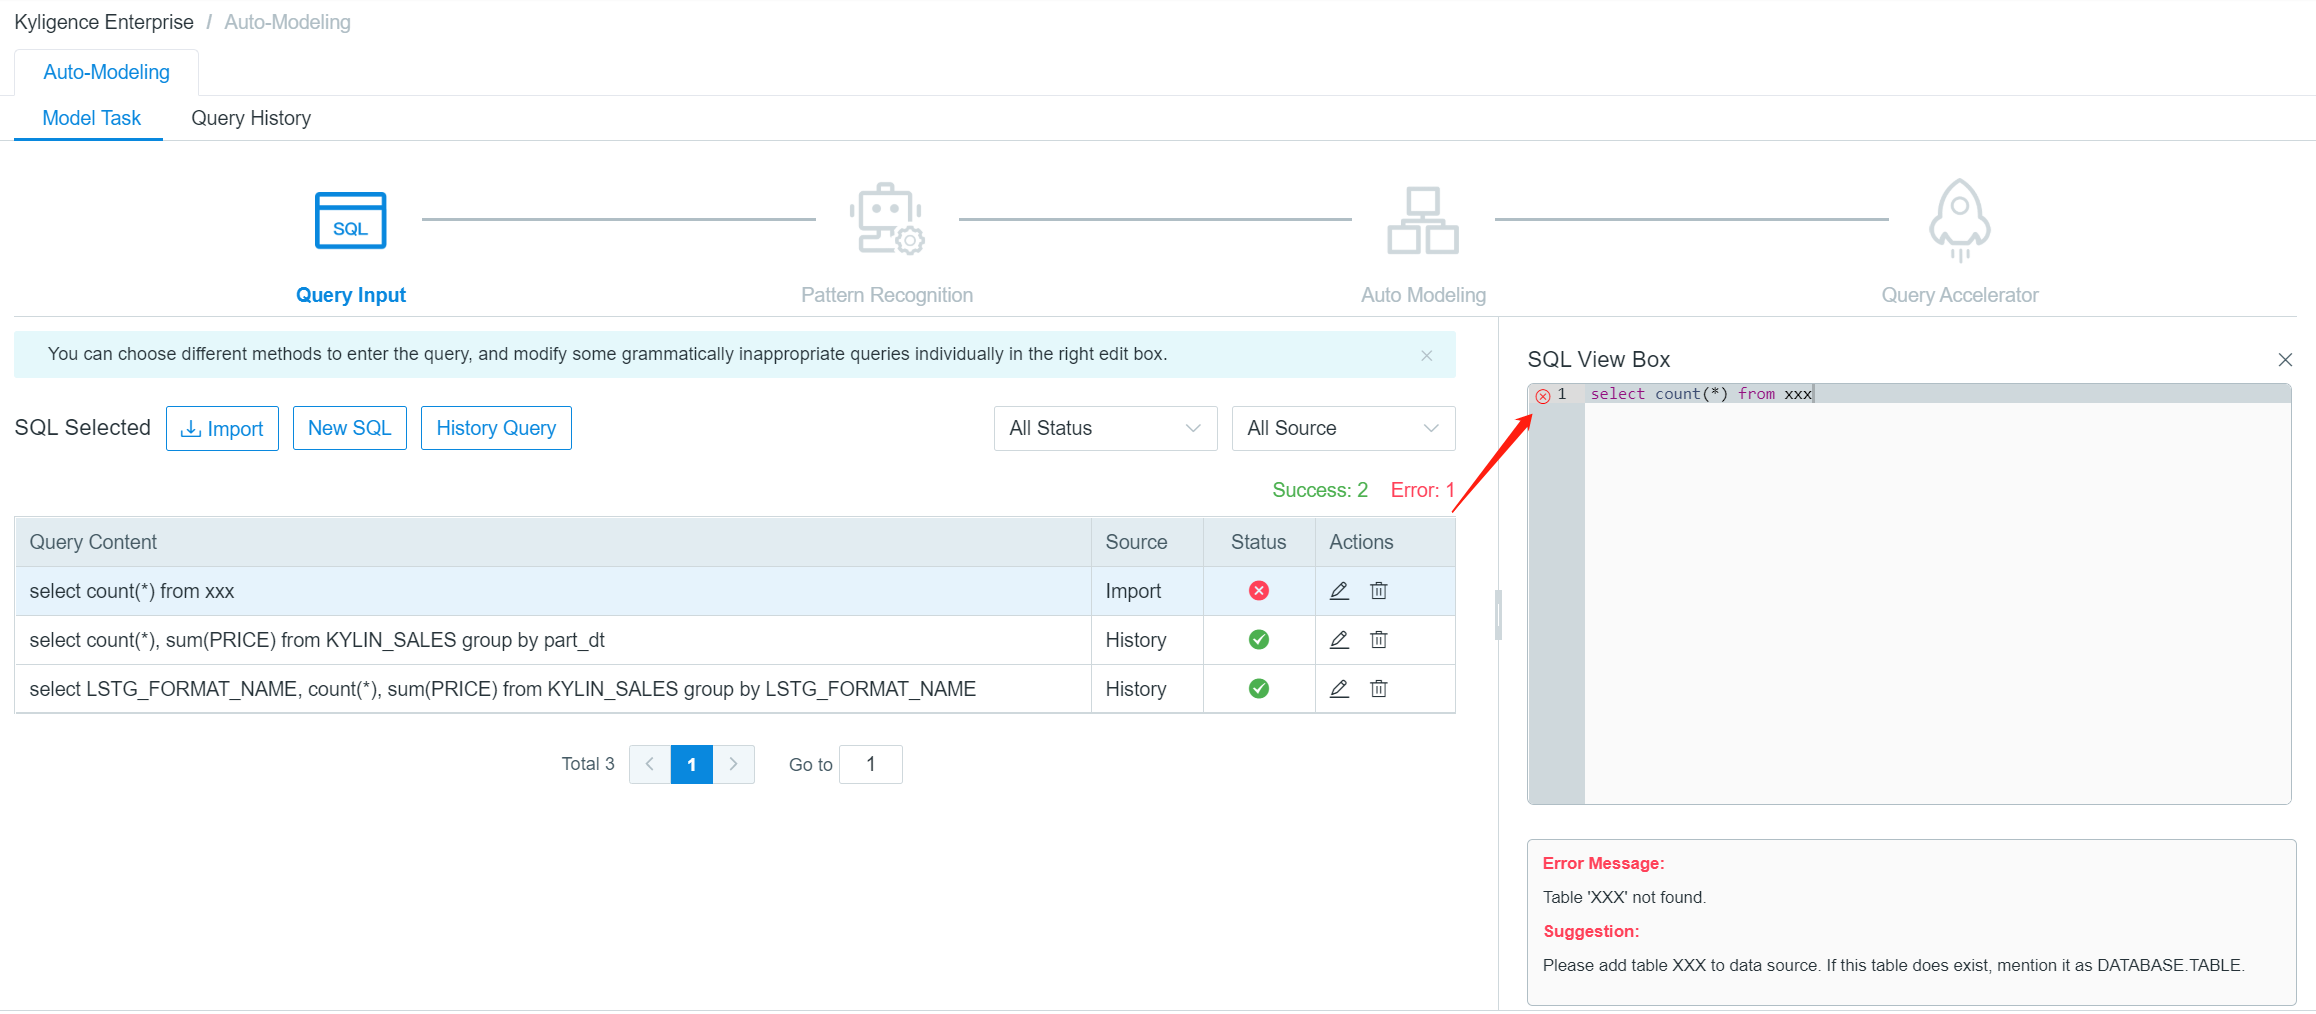 Kyligence Enterprise / Auto-Modeling
Auto-Modeling
Model Task Query History
SQL
Query Input Pattern Recognition Auto Modeling Query Accelerator
You can choose different methods to enter the query, and modify some grammatically inappropriate queries individually in the right edit box.
SQL Selected Import New SQL History Query All Status All Source
Success: 2 Error: 1
Query Content Source Status Actions
select count(*) from xxx Import
select count(*), sum(PRICE) from KYLIN_SALES group by part_dt History
select LSTG_FORMAT_NAME, count(*), sum(PRICE) from KYLIN_SALES group by LSTG_FORMAT_NAME History
Total 3 1 Go to 1
SQL View Box
1 select count(*) from xxx
Error Message:
Table 'XXX' not found.
Suggestion:
Please add table XXX to data source. If this table does exist, mention it as DATABASE.TABLE.